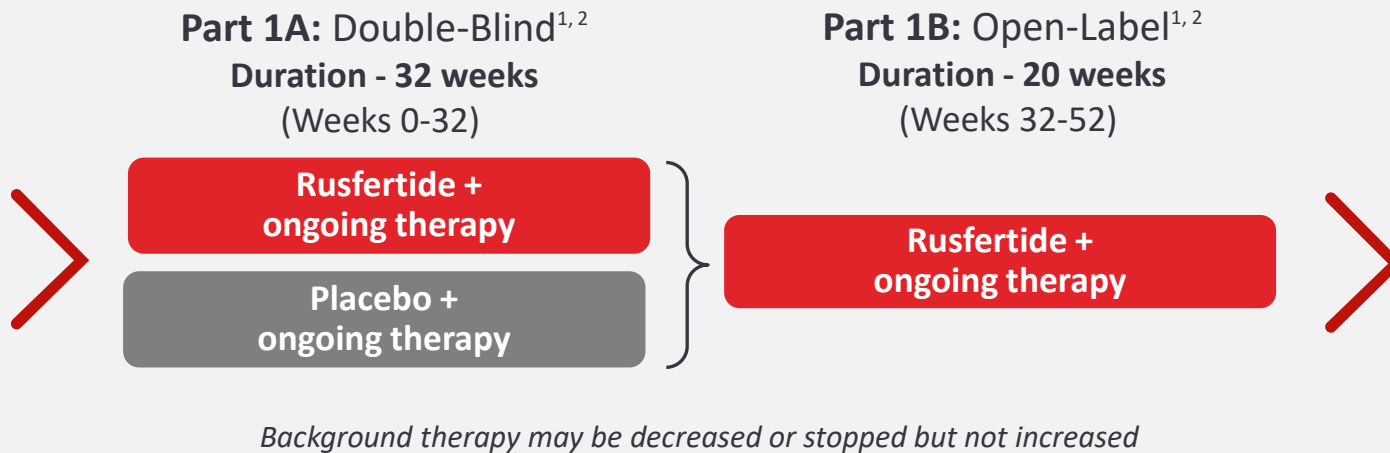 Part 1A: Double-Blind1, 2
Duration - 32 weeks
(Weeks 0-32)
Rusfertide +
ongoing therapy
Placebo +
ongoing therapy
Part 1B: Open-Label1, 2
Duration - 20 weeks
(Weeks 32-52)
Rusfertide +
ongoing therapy
Background therapy may be decreased or stopped but not increased